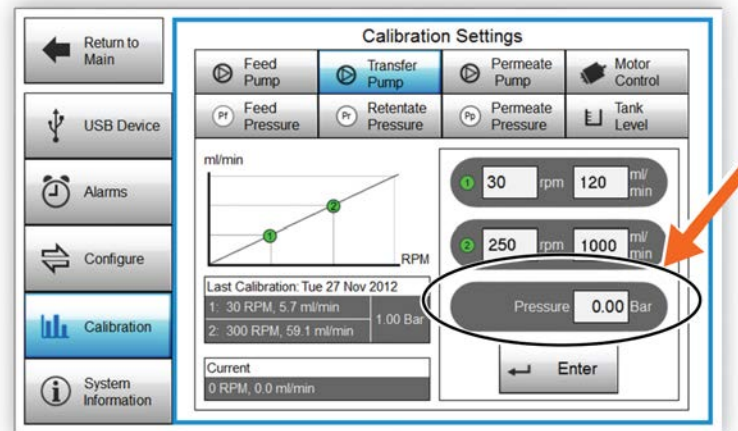 Return to
Main
USB Device
Alarms
Configure
Calibration
System
Information
Calibration Settings
Feed
Pump
Transfer
Pump
Permeate
Pump
Motor
Control
Pf
Feed
Pressure
Pr
Retentate
Pressure
Pp
Permeate
Pressure
Tank
Level
ml/min
1
2
RPM
1 30 rpm 120 ml/
min
2 250 rpm 1000 ml/
min
Pressure 0.00 Bar
Enter
Last Calibration: Tue 27 Nov 2012
1: 30 RPM, 5.7 ml/min
2: 300 RPM, 59.1 ml/min
1.00 Bar
Current
0 RPM, 0.0 ml/min